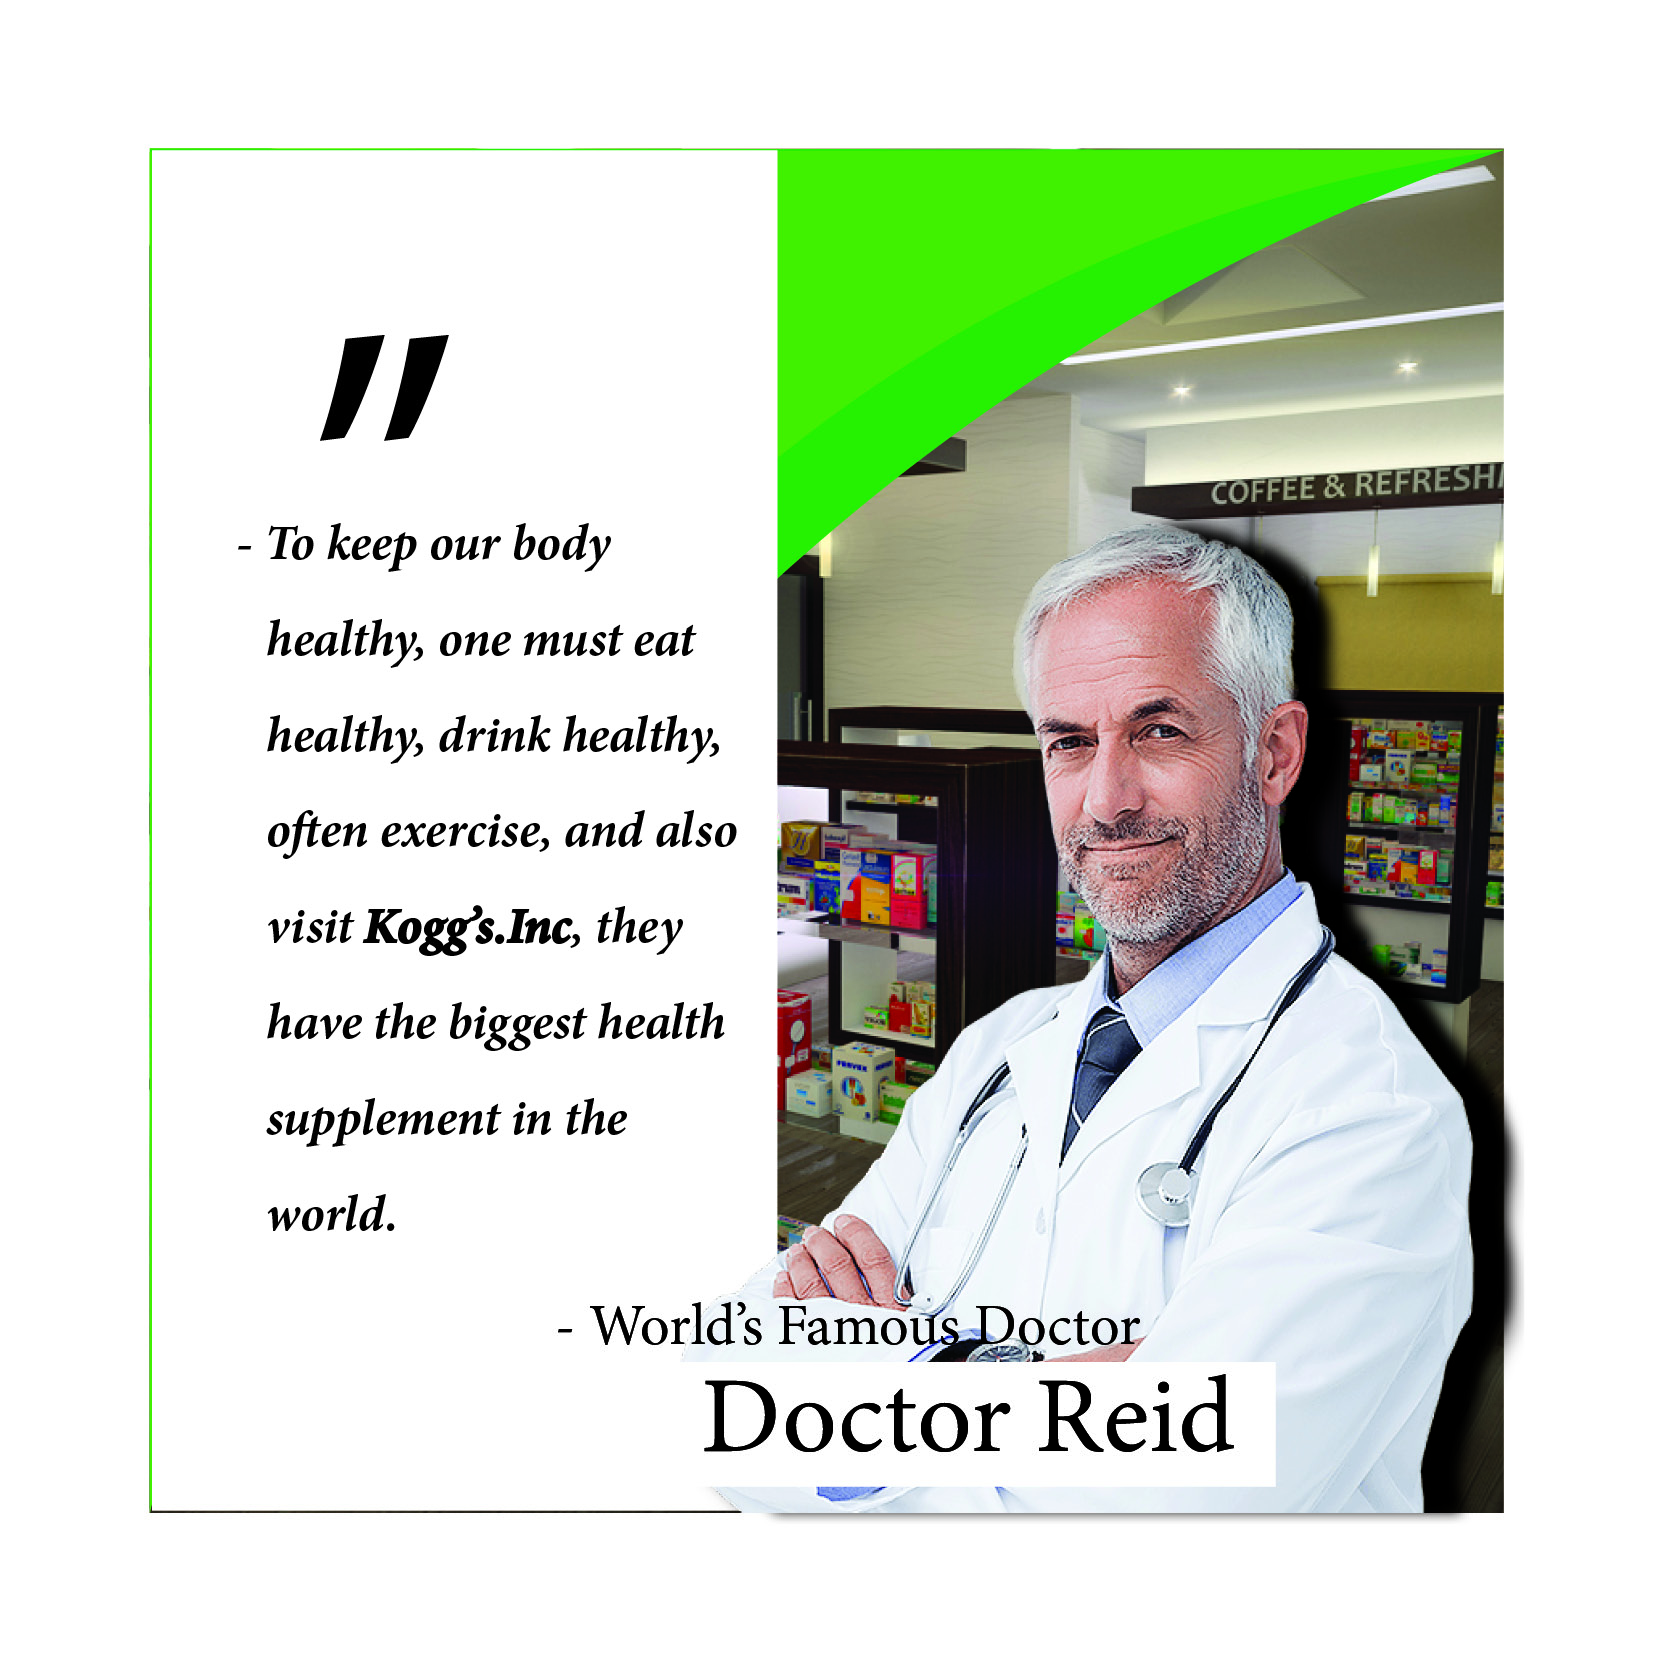 "
- To keep our body
healthy, one must eat
healthy, drink healthy,
often exercise, and also
visit Kogg's.Inc, they
have the biggest health
supplement in the
world.
- World's Famous Doctor
Doctor Reid
COFFEE & REFRESH
FERVEX